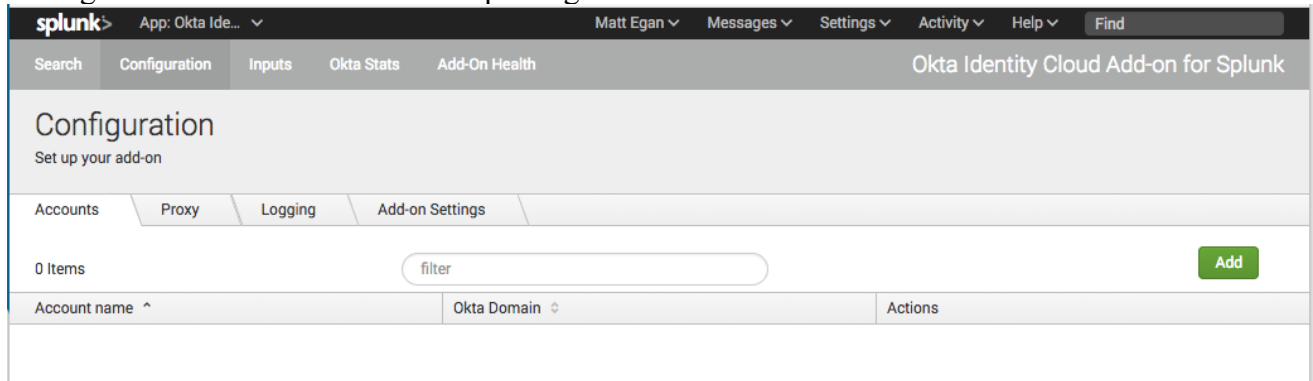 splunk> App: Okta Ide... Matt Egan Messages Settings Activity Help Find
Search Configuration Inputs Okta Stats Add-On Health Okta Identity Cloud Add-on for Splunk
Configuration
Set up your add-on
Accounts Proxy Logging Add-on Settings
0 Items filter Add
Account name Okta Domain Actions